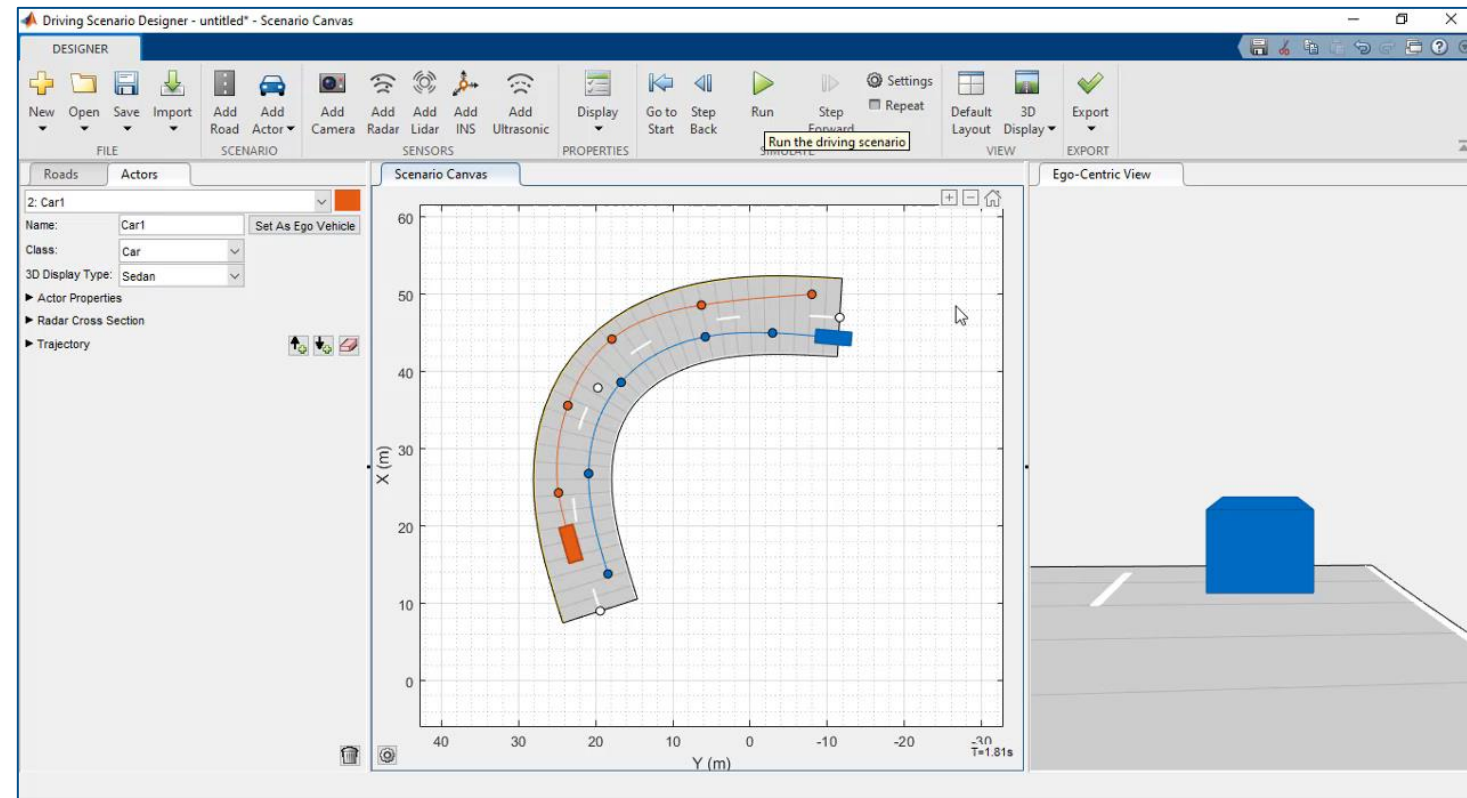 Driving Scenario Designer - untitled* - Scenario Canvas
DESIGNER
New Open Save Import Add Road Add Actor Add Camera Add Radar Add Lidar Add INS Add Ultrasonic Display Go to Start Step Back Run Step Forward Settings Repeat Default Layout 3D Display Export
Run the driving scenario
FILE SCENARIO SENSORS PROPERTIES SIMULATE VIEW EXPORT
Roads Actors
2: Car1
Name: Car1 Set As Ego Vehicle
Class: Car
3D Display Type: Sedan
Actor Properties
Radar Cross Section
Trajectory
Scenario Canvas
60
50
40
30
20
10
0
X (m)
40 30 20 10 0 -10 -20 -30
Y (m)
T=1.81s
Ego-Centric View